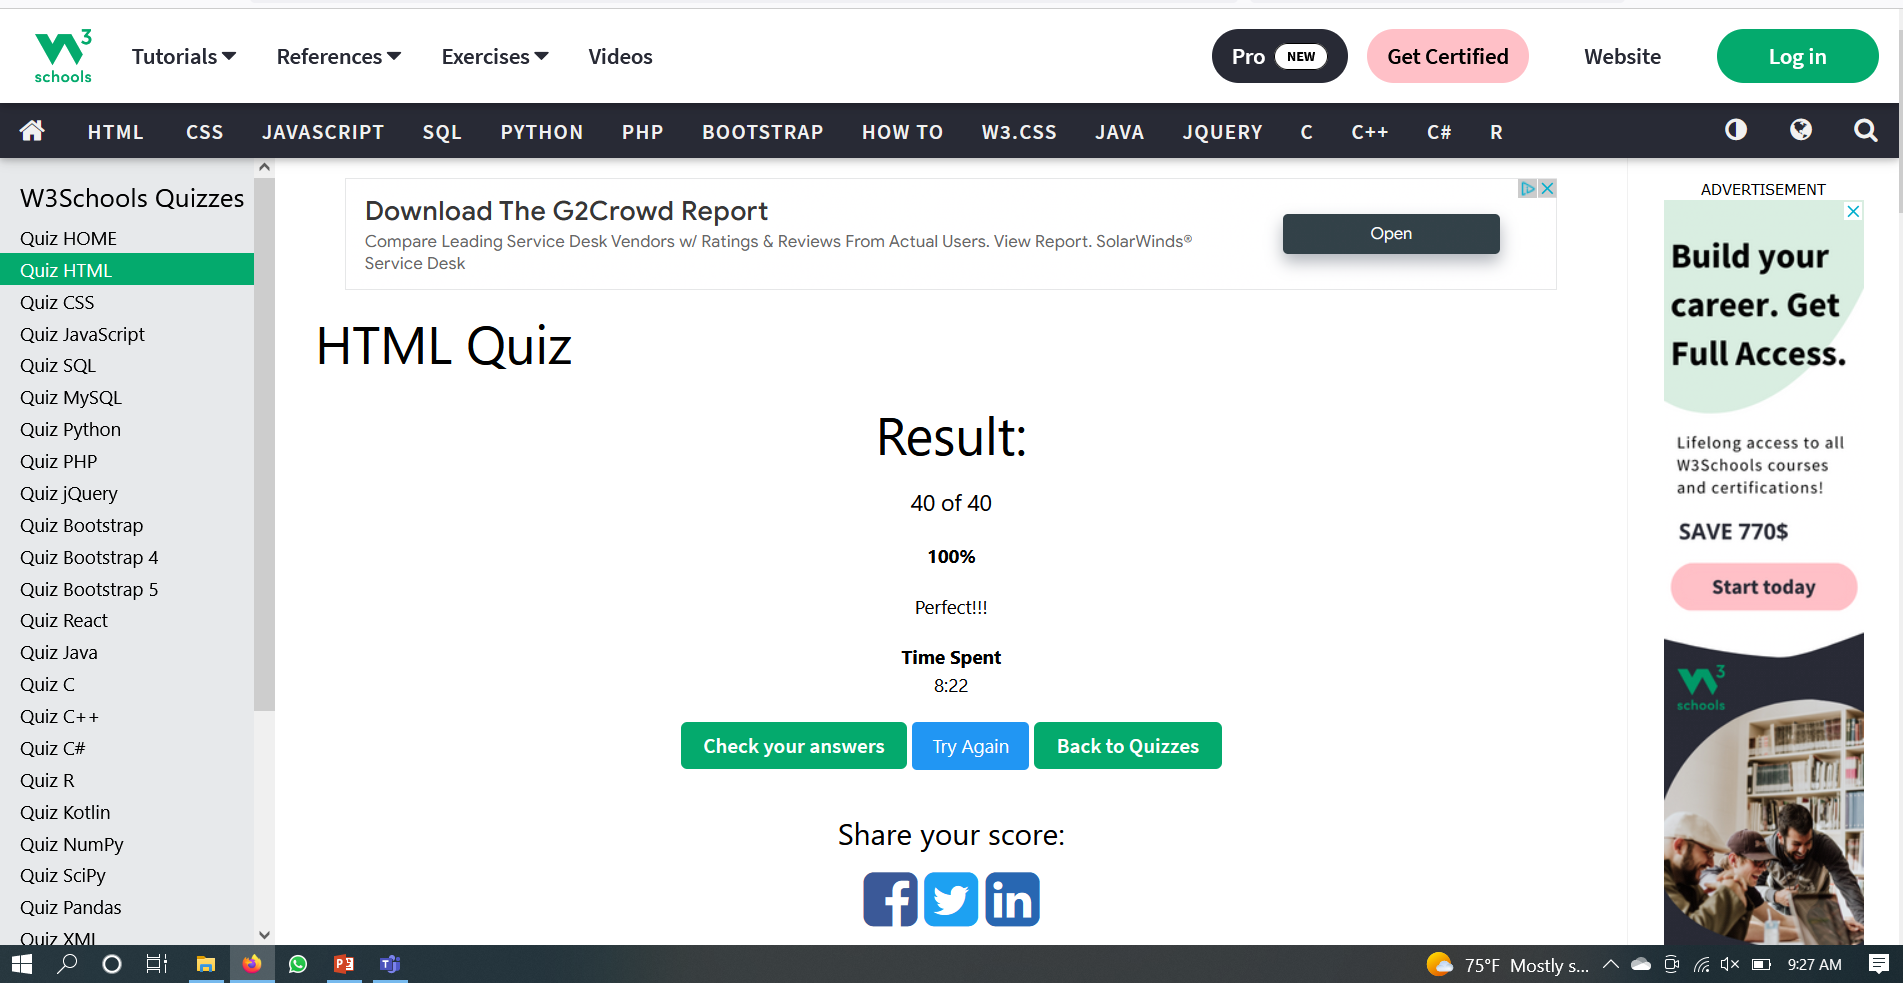 W3 schools
Tutorials References Exercises Videos Pro NEW Get Certified Website Log in
HTML CSS JAVASCRIPT SQL PYTHON PHP BOOTSTRAP HOW TO W3.CSS JAVA JQUERY C C++ C# R
W3Schools Quizzes
Quiz HOME
Quiz HTML
Quiz CSS
Quiz JavaScript
Quiz SQL
Quiz MySQL
Quiz Python
Quiz PHP
Quiz jQuery
Quiz Bootstrap
Quiz Bootstrap 4
Quiz Bootstrap 5
Quiz React
Quiz Java
Quiz C
Quiz C++
Quiz C#
Quiz R
Quiz Kotlin
Quiz NumPy
Quiz SciPy
Quiz Pandas
Quiz XML
Download The G2Crowd Report
Compare Leading Service Desk Vendors w/ Ratings & Reviews From Actual Users. View Report. SolarWinds®
Service Desk
Open
HTML Quiz
Result:
40 of 40
100%
Perfect!!!
Time Spent
8:22
Check your answers Try Again Back to Quizzes
Share your score:
ADVERTISEMENT
Build your
career. Get
Full Access.
Lifelong access to all
W3Schools courses
and certifications!
SAVE 770$
Start today
W3 schools
75°F Mostly s... 9:27 AM